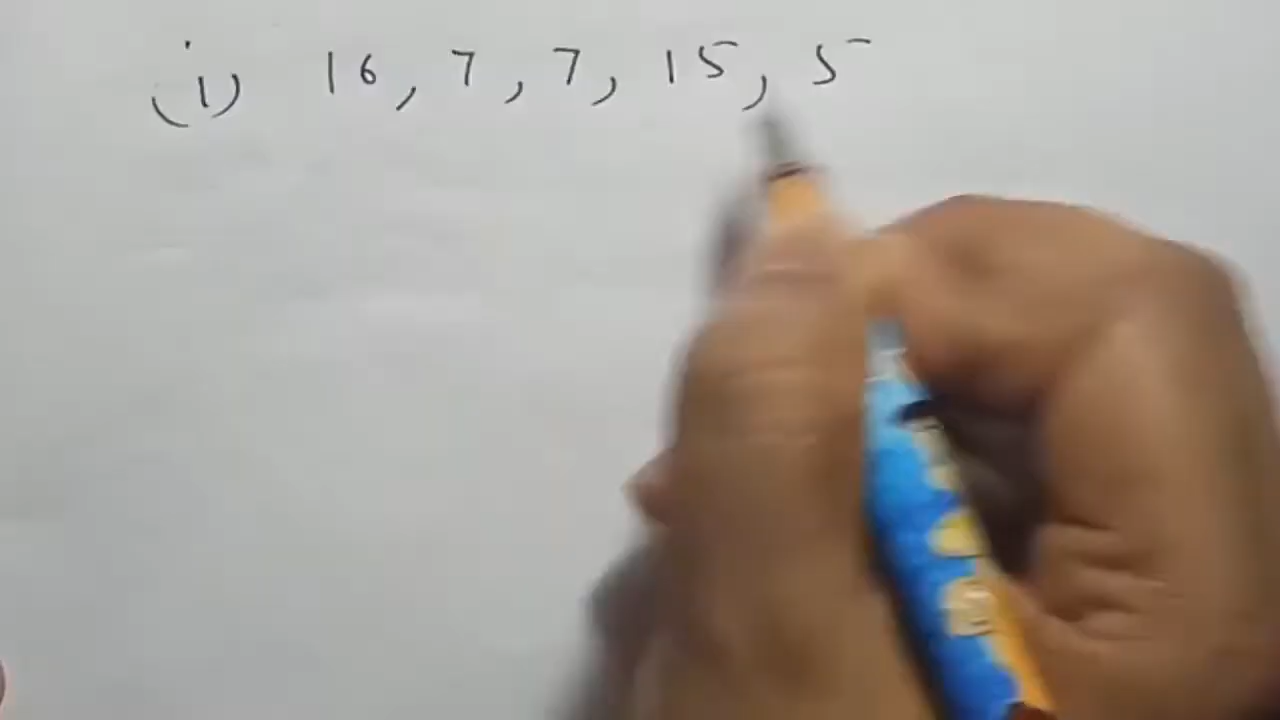 (i) 16, 7, 7, 15, 5